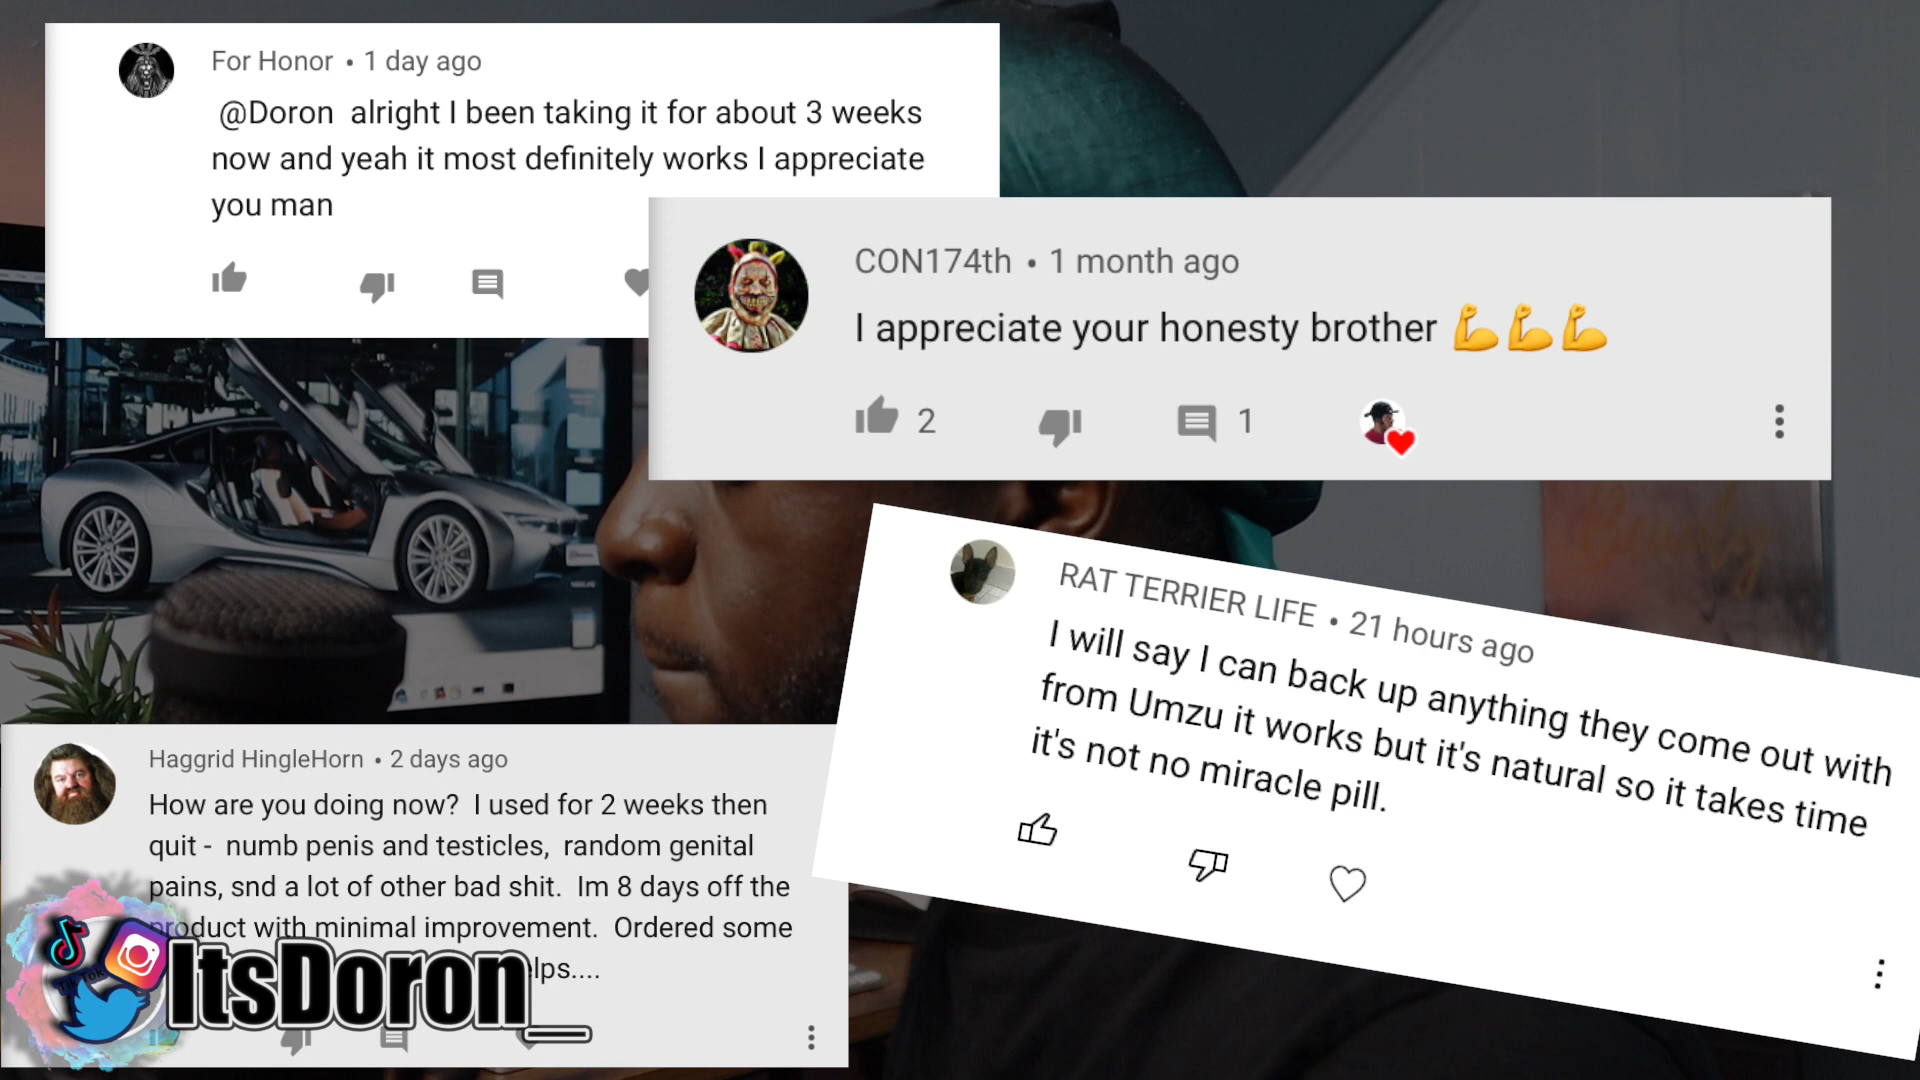 For Honor • 1 day ago
@Doron alright I been taking it for about 3 weeks
now and yeah it most definitely works I appreciate
you man
CON174th • 1 month ago
I appreciate your honesty brother 💪💪💪
2
1
RAT TERRIER LIFE • 21 hours ago
I will say I can back up anything they come out with
from Umzu it works but it's natural so it takes time
it's not no miracle pill.
Haggrid HingleHorn • 2 days ago
How are you doing now? I used for 2 weeks then
quit - numb penis and testicles, random genital
pains, snd a lot of other bad shit. Im 8 days off the
product with minimal improvement. Ordered some
elps....
TikTok
ItsDoron_